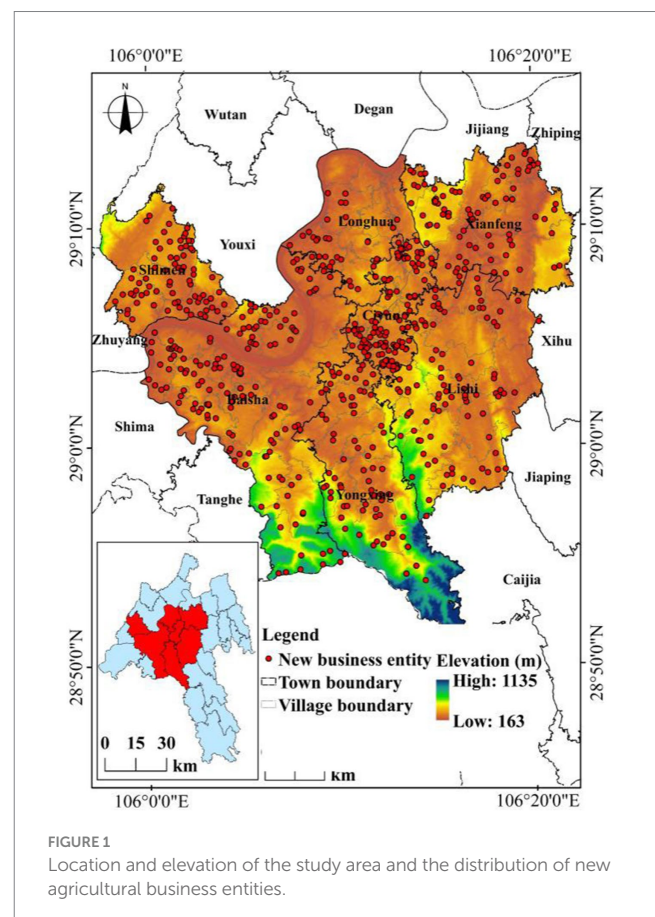 106°0'0"E 106°20'0"E
N
Wutan
Degan
Jijiang
Zhiping
29°10'0"N
Youxi
Longhua
Xianfeng
29°10'0"N
Shimen
Zhuyang
Ciyun
Xihu
Baisha
Lishi
Shima
29°0'0"N
29°0'0"N
Tanghe
Yongxing
Jiaping
Caijia
Legend
New business entity
Town boundary
Village boundary
Elevation (m)
High: 1135
Low: 163
28°50'0"N
28°50'0"N
0 15 30
km
km
106°0'0"E 106°20'0"E
FIGURE 1
Location and elevation of the study area and the distribution of new
agricultural business entities.